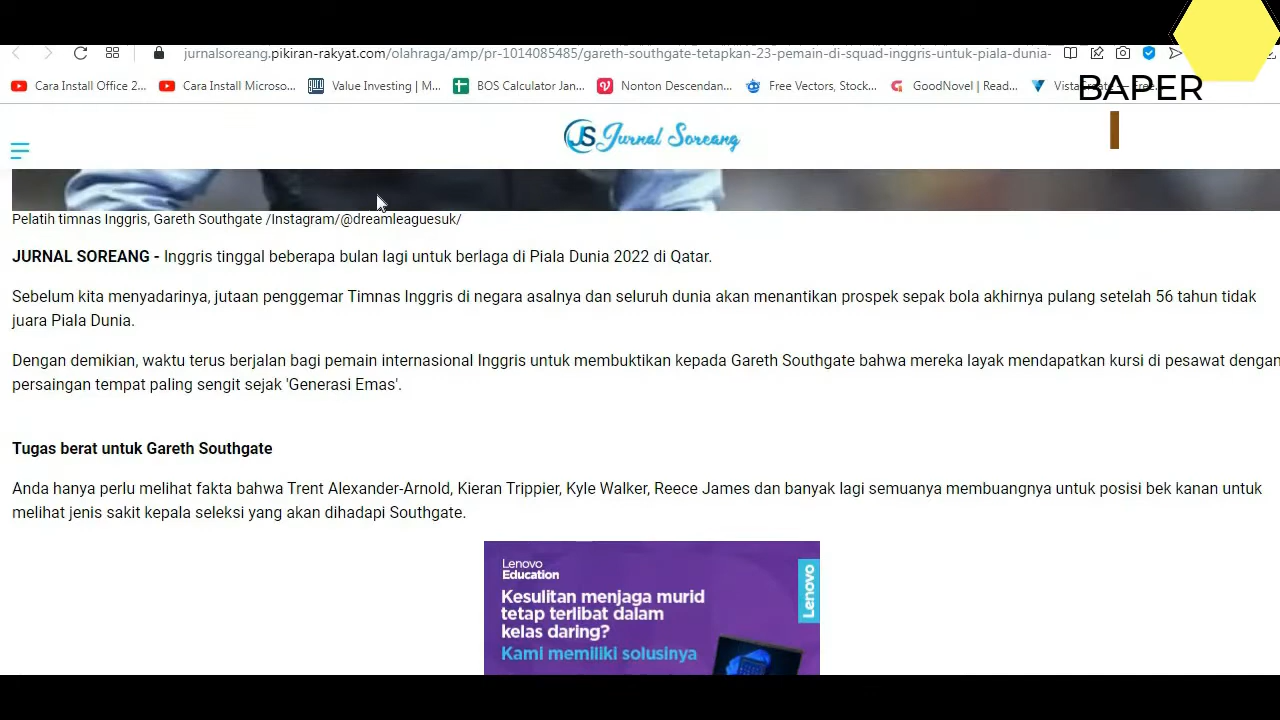 jurnalsoreang.pikiran-rakyat.com/olahraga/amp/pr-1014085485/gareth-southgate-tetapkan-23-pemain-di-squad-inggris-untuk-piala-dunia-
Cara Install Office 2...
Cara Install Microso...
Value Investing | M...
BOC Calculator Jan...
Nonton Descendan...
Free Vectors, Stock...
GoodNovel | Read...
BAPER
JS Jurnal Soreang
Pelatih timnas Inggris, Gareth Southgate /Instagram/@dreamleaguesuk/
JURNAL SOREANG - Inggris tinggal beberapa bulan lagi untuk berlaga di Piala Dunia 2022 di Qatar.
Sebelum kita menyadarinya, jutaan penggemar Timnas Inggris di negara asalnya dan seluruh dunia akan menantikan prospek sepak bola akhirnya pulang setelah 56 tahun tidak
juara Piala Dunia.
Dengan demikian, waktu terus berjalan bagi pemain internasional Inggris untuk membuktikan kepada Gareth Southgate bahwa mereka layak mendapatkan kursi di pesawat dengan
persaingan tempat paling sengit sejak 'Generasi Emas'.
Tugas berat untuk Gareth Southgate
Anda hanya perlu melihat fakta bahwa Trent Alexander-Arnold, Kieran Trippier, Kyle Walker, Reece James dan banyak lagi semuanya membuangnya untuk posisi bek kanan untuk
melihat jenis sakit kepala seleksi yang akan dihadapi Southgate.
Lenovo
Education
Lenovo
Kesulitan menjaga murid
tetap terlibat dalam
kelas daring?
Kami memiliki solusinya